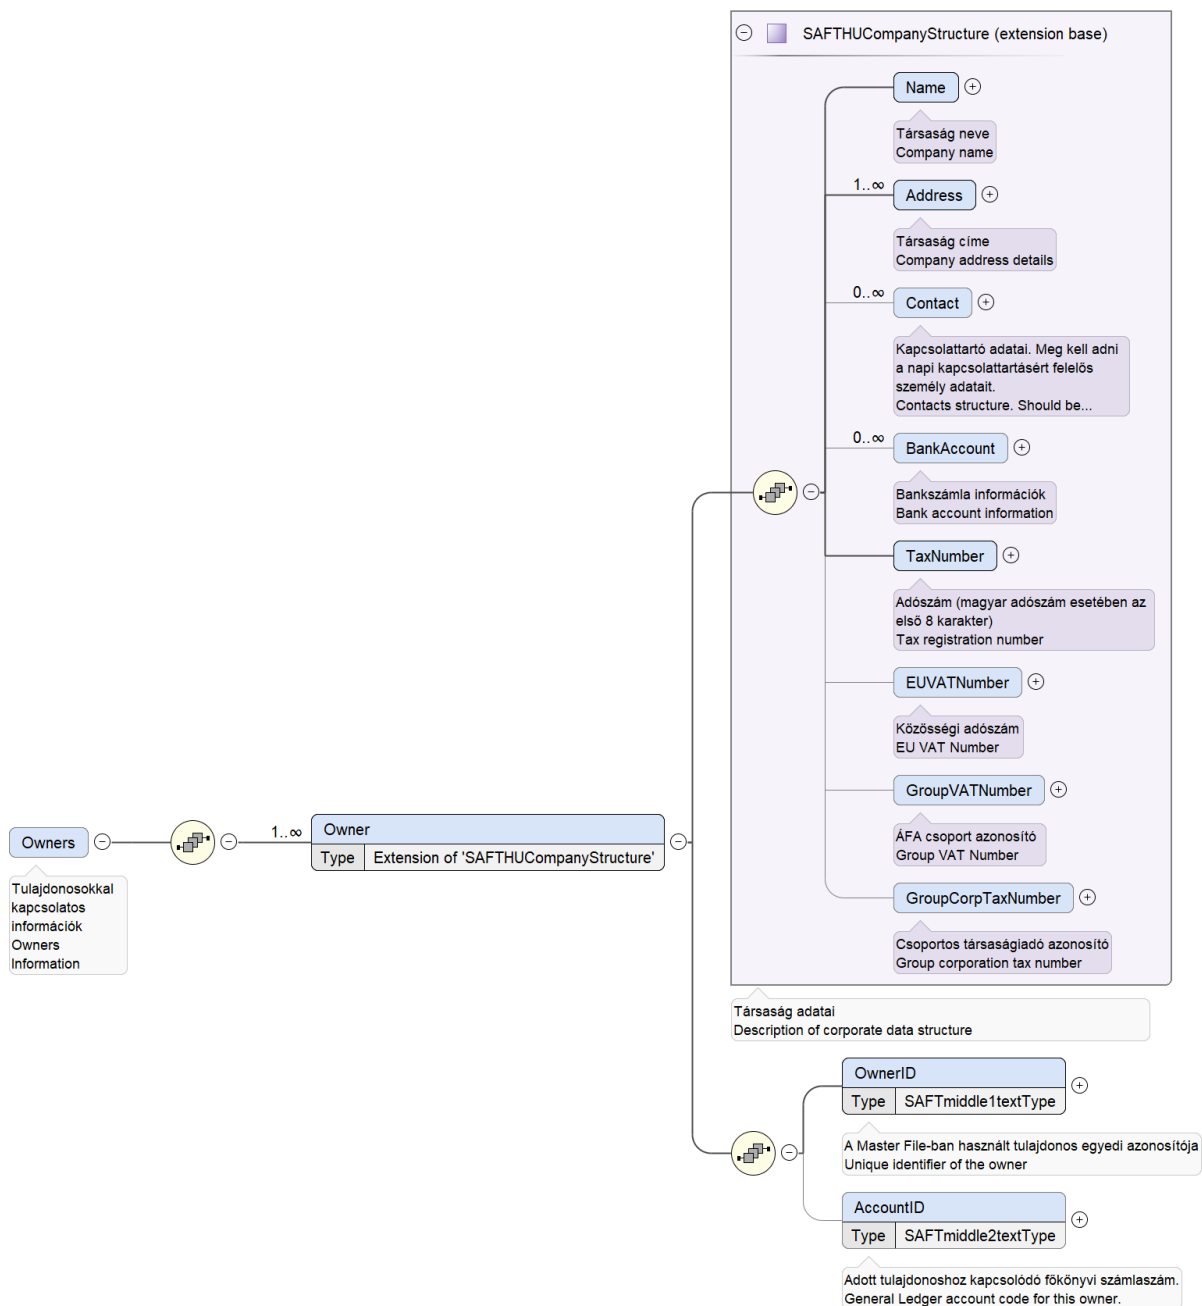 SAFTHUCompanyStructure (extension base)
Name
Társaság neve
Company name
1..∞
Address
Társaság címe
Company address details
0..∞
Contact
Kapcsolattartó adatai. Meg kell adni
a napi kapcsolattartásért felelős
személy adatait.
Contacts structure. Should be...
0..∞
BankAccount
Bankszámla információk
Bank account information
TaxNumber
Adószám (magyar adószám esetében az
első 8 karakter)
Tax registration number
EUVATNumber
Közösségi adószám
EU VAT Number
GroupVATNumber
ÁFA csoport azonosító
Group VAT Number
GroupCorpTaxNumber
Csoportos társaságiadó azonosító
Group corporation tax number
Owners
Tulajdonosokkal
kapcsolatos
információk
Owners
Information
1..∞
Owner
Type Extension of 'SAFTHUCompanyStructure'
Társaság adatai
Description of corporate data structure
OwnerID
Type SAFTmiddle1textType
A Master File-ban használt tulajdonos egyedi azonosítója
Unique identifier of the owner
AccountID
Type SAFTmiddle2textType
Adott tulajdonoshoz kapcsolódó főkönyvi számlaszám.
General Ledger account code for this owner.